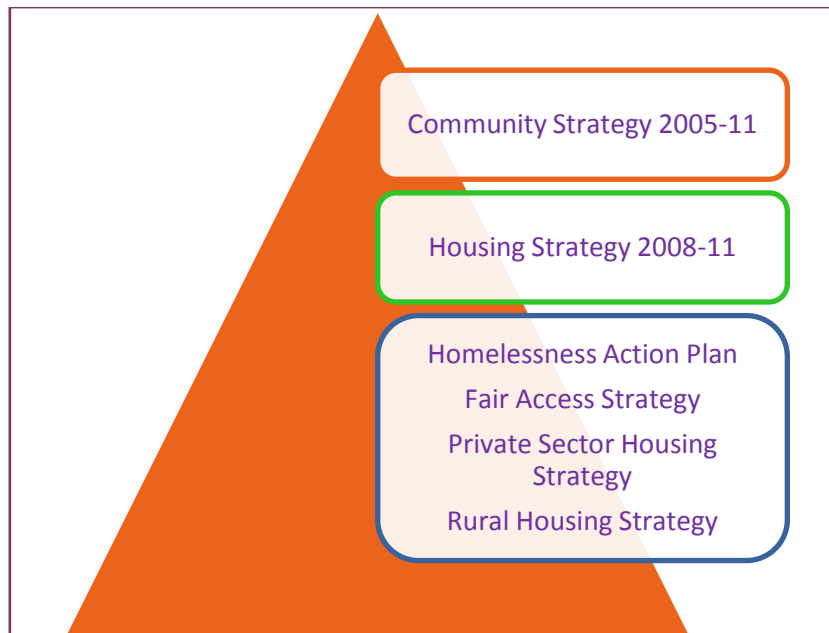 Community Strategy 2005-11
Housing Strategy 2008-11
Homelessness Action Plan
Fair Access Strategy
Private Sector Housing
Strategy
Rural Housing Strategy